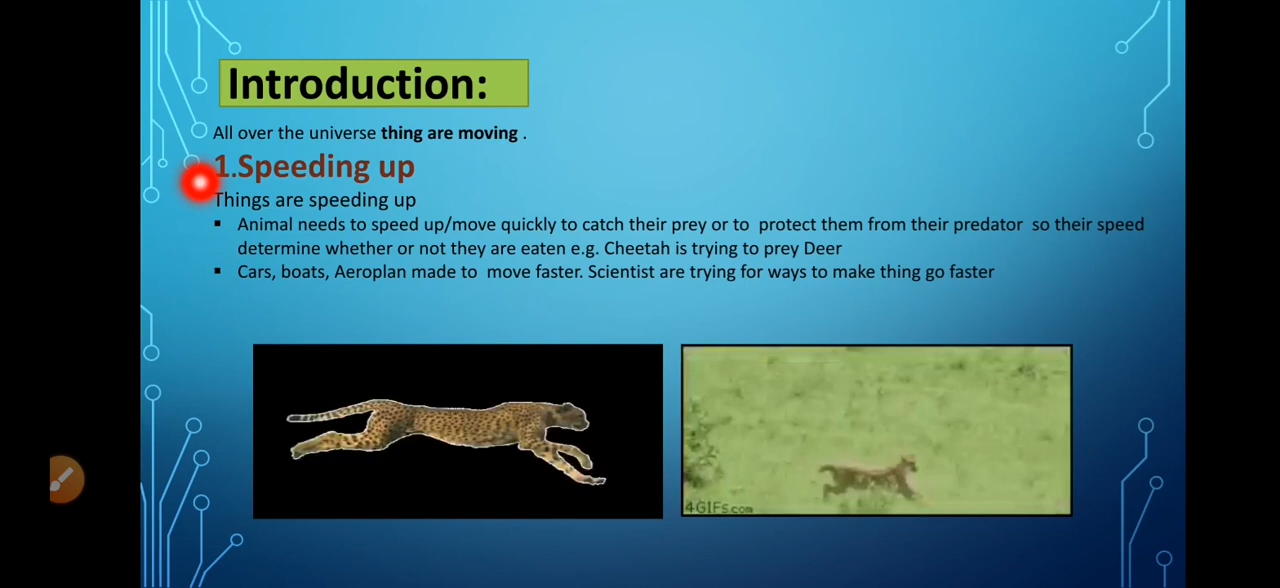 Introduction:
All over the universe thing are moving .
1.Speeding up
Things are speeding up
▪ Animal needs to speed up/move quickly to catch their prey or to protect them from their predator so their speed
determine whether or not they are eaten e.g. Cheetah is trying to prey Deer
▪ Cars, boats, Aeroplan made to move faster. Scientist are trying for ways to make thing go faster
4GIFs.com